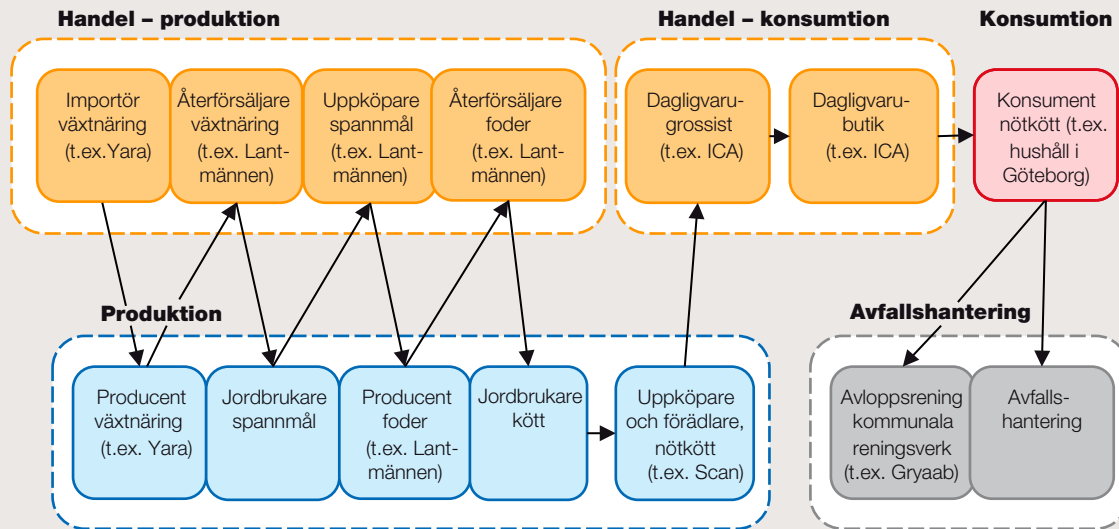 Handel – produktion
Handel – konsumtion
Konsumtion
Importör
växtnäring
(t.ex.Yara)
Återförsäljare
växtnäring
(t.ex. Lant-
männen)
Uppköpare
spannmål
(t.ex. Lant-
männen)
Återförsäljare
foder
(t.ex. Lant-
männen)
Dagligvaru-
grossist
(t.ex. ICA)
Dagligvaru-
butik
(t.ex. ICA)
Konsument
nötkött (t.ex.
hushåll i
Göteborg)
Produktion
Avfallshantering
Producent
växtnäring
(t.ex. Yara)
Jordbrukare
spannmål
Producent
foder
(t.ex. Lant-
männen)
Jordbrukare
kött
Uppköpare
och förädlare,
nötkött
(t.ex. Scan)
Avloppsrening
kommunala
reningsverk
(t.ex. Gryaab)
Avfalls-
hantering